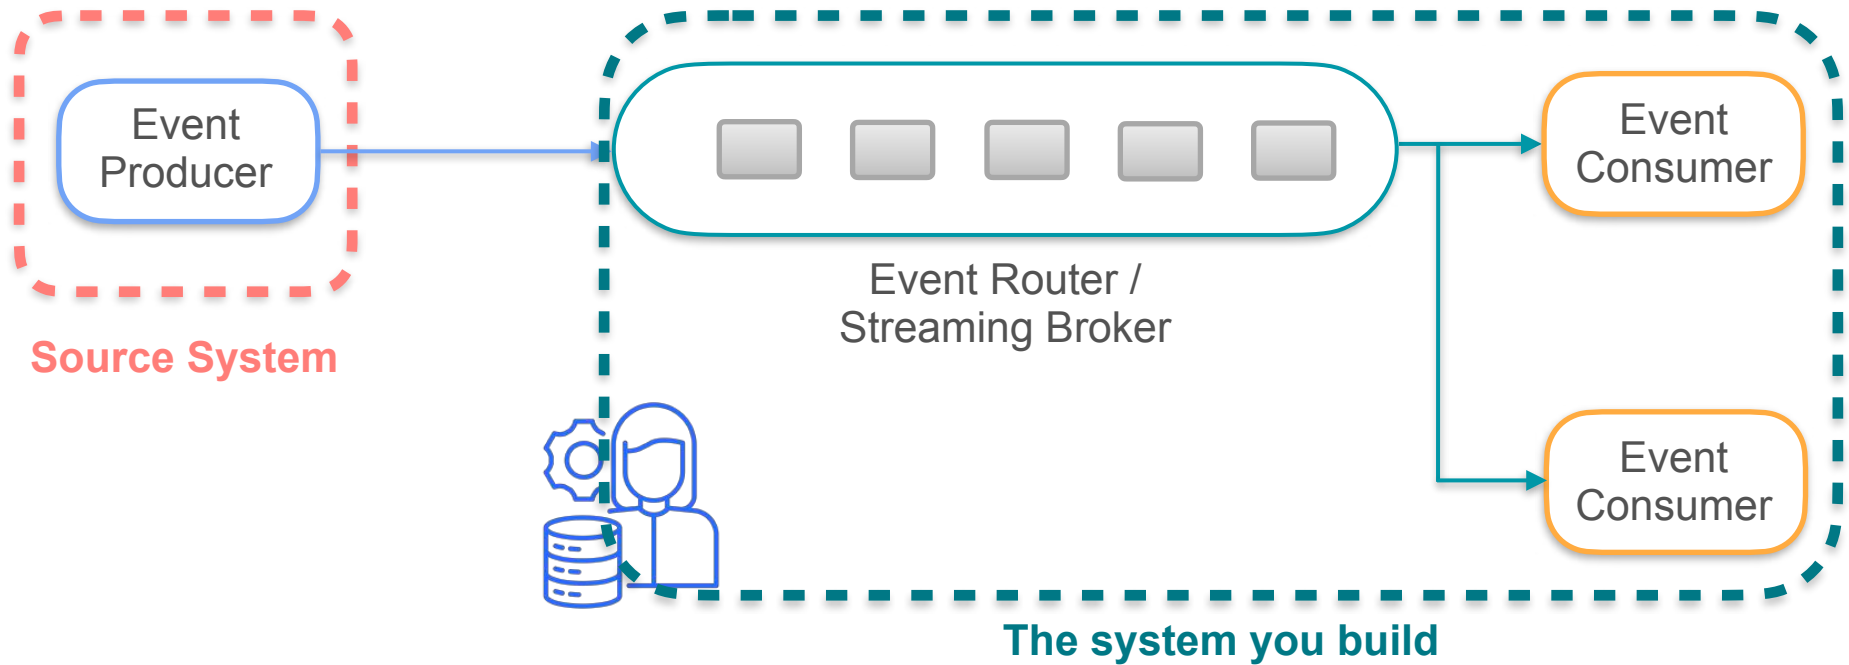 Event
Producer
Source System
Event Router /
Streaming Broker
Event
Consumer
Event
Consumer
The system you build